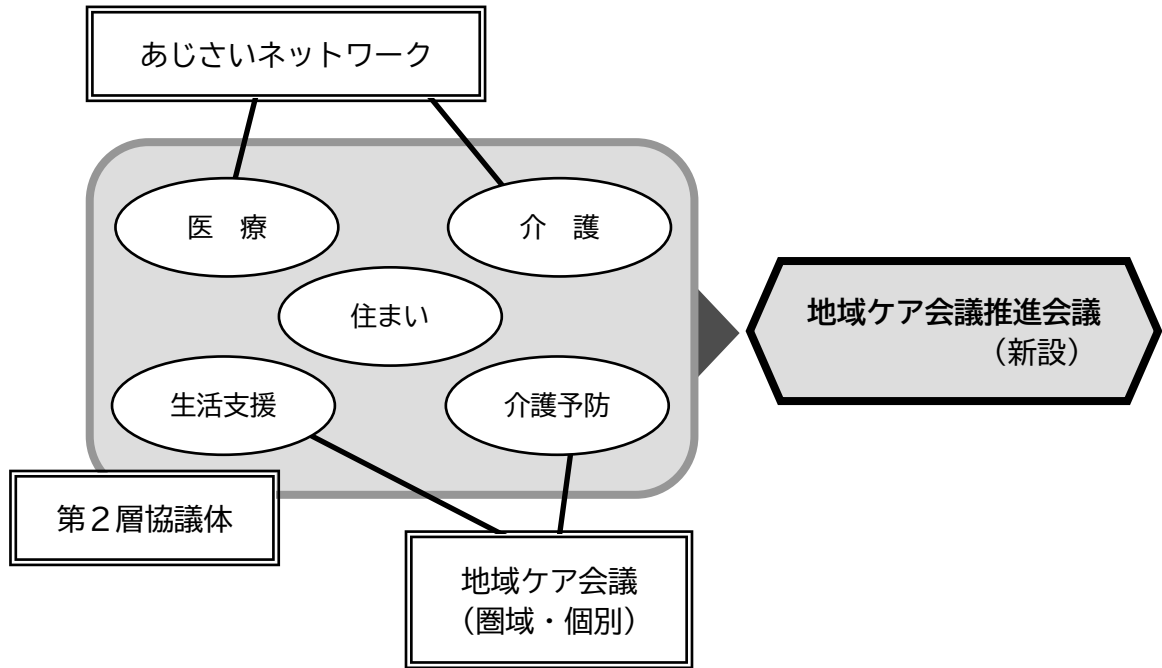 あじさいネットワーク
医　療
介　護
住まい
生活支援
介護予防
地域ケア会議推進会議
（新設）
第２層協議体
地域ケア会議
（圏域・個別）